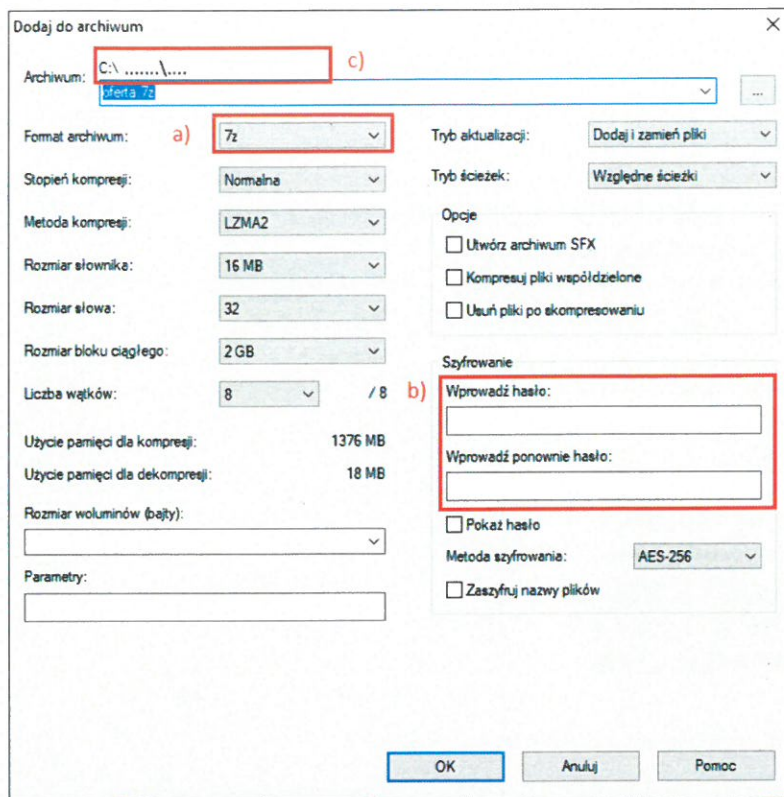 Dodaj do archiwum
c)
Archiwum: C:\ .......\....
oferta.7z
...
Format archiwum: a) 7z
Stopień kompresji: Normalna
Metoda kompresji: LZMA2
Rozmiar słownika: 16 MB
Rozmiar słowa: 32
Rozmiar bloku ciągłego: 2 GB
Liczba wątków: 8 / 8
Użycie pamięci dla kompresji: 1376 MB
Użycie pamięci dla dekompresji: 18 MB
Rozmiar woluminów (bajty):
Parametry:
Tryb aktualizacji: Dodaj i zamień pliki
Tryb ścieżek: Względne ścieżki
Opcje
Utwórz archiwum SFX
Kompresuj pliki współdzielone
Usuń pliki po skompresowaniu
Szyfrowanie
b) Wprowadź hasło:
Wprowadź ponownie hasło:
Pokaż hasło
Metoda szyfrowania: AES-256
Zaszyfruj nazwy plików
OK
Anuluj
Pomoc